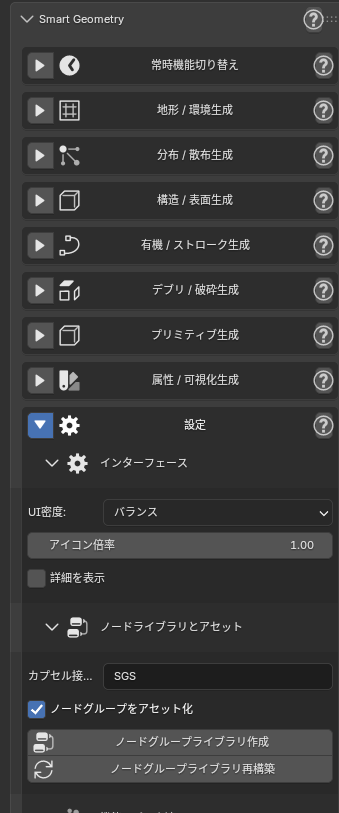 Smart Geometry
常時機能切り替え
地形 / 環境生成
分布 / 散布生成
構造 / 表面生成
有機 / ストローク生成
デブリ / 破砕生成
プリミティブ生成
属性 / 可視化生成
設定
インターフェース
UI密度: バランス
アイコン倍率 1.00
詳細を表示
ノードライブラリとアセット
カプセル接... SGS
ノードグループをアセット化
ノードグループライブラリ作成
ノードグループライブラリ再構築